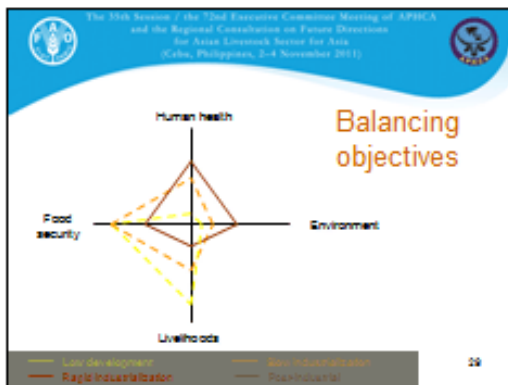 The 35th Session / the 72nd Executive Committee Meeting of APHCA
and the Regional Consultation on Future Directions
for Asian Livestock Sector for Asia
(Cebu, Philippines, 2-4 November 2011)
FAO
APHCA
Balancing
objectives
Human health
Food
security
Environment
Livelihoods
Low development
Slow industrialization
Rapid industrialization
Post-industrial
29